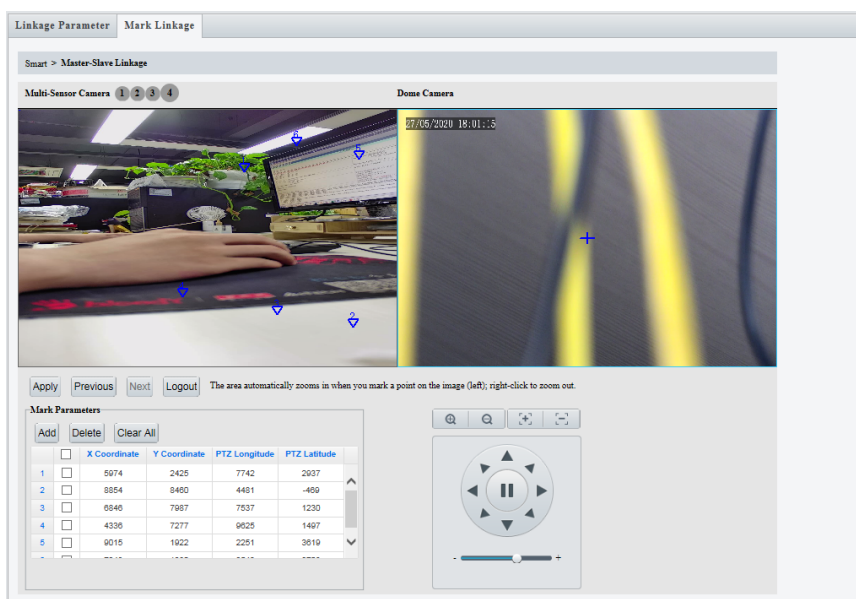 Linkage Parameter Mark Linkage
Smart > Master-Slave Linkage
Multi-Sensor Camera 1 2 3 4 Dome Camera
27/05/2020 18:01:15
5
2
Apply Previous Next Logout The area automatically zooms in when you mark a point on the image (left); right-click to zoom out.
Mark Parameters
Add Delete Clear All
X Coordinate Y Coordinate PTZ Longitude PTZ Latitude
1 5974 2425 7742 2937
2 8854 8460 4481 -469
3 6846 7987 7537 1230
4 4336 7277 9625 1497
5 9015 1922 2251 3619
- +